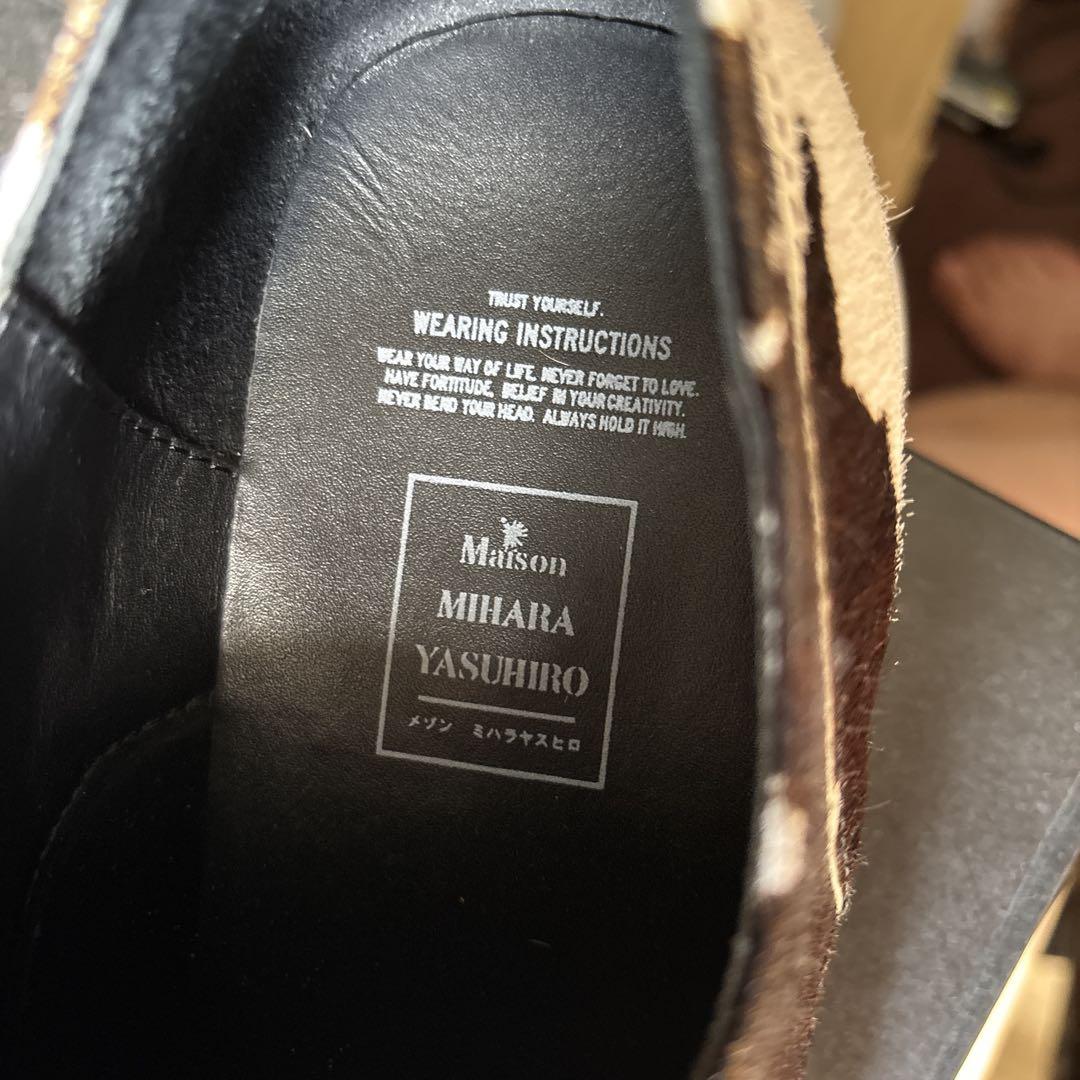 TRUST YOURSELF.
WEARING INSTRUCTIONS
WEAR YOUR WAY OF LIFE. NEVER FORGET TO LOVE.
HAVE FORTITUDE. BELIEF IN YOUR CREATIVITY.
NEVER BEND YOUR HEAD. ALWAYS HOLD IT HIGH.
Maison
MIHARA
YASUHIRO
メゾン ミハラヤスヒロ